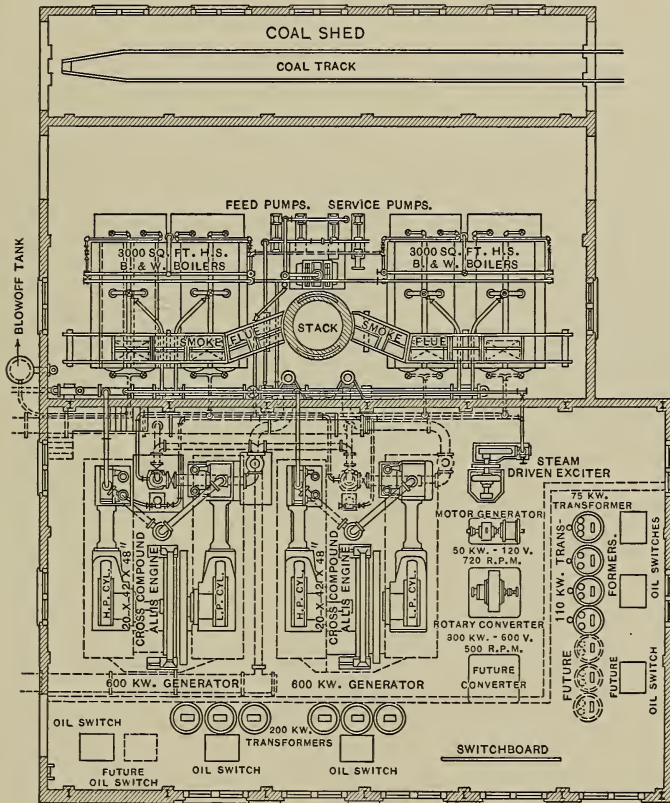 COAL SHED
COAL TRACK
FEED PUMPS. SERVICE PUMPS.
3000 SQ. FT. H.S.
B. & W. BOILERS
3000 SQ. FT. H.S.
B. & W. BOILERS
BLOWOFF TANK
SMOKE
FLUE
STACK
SMOKE
FLUE
STEAM
DRIVEN EXCITER
75 KW.
TRANSFORMER
MOTOR GENERATOR
50 KW. - 120 V.
720 R.P.M.
110 KW. TRANS-
FORMERS.
OIL SWITCHES
H.P. CYL.
20" X 42" X 48"
CROSS COMPOUND
ALLIS ENGINE
L.P. CYL.
H.P. CYL.
20" X 42" X 48"
CROSS COMPOUND
ALLIS ENGINE
L.P. CYL.
ROTARY CONVERTER
300 KW. - 600 V.
500 R.P.M.
FUTURE
CONVERTER
FUTURE
FUTURE
OIL SWITCH
600 KW. GENERATOR
600 KW. GENERATOR
OIL SWITCH
FUTURE
OIL SWITCH
200 KW.
TRANSFORMERS
OIL SWITCH
OIL SWITCH
SWITCHBOARD